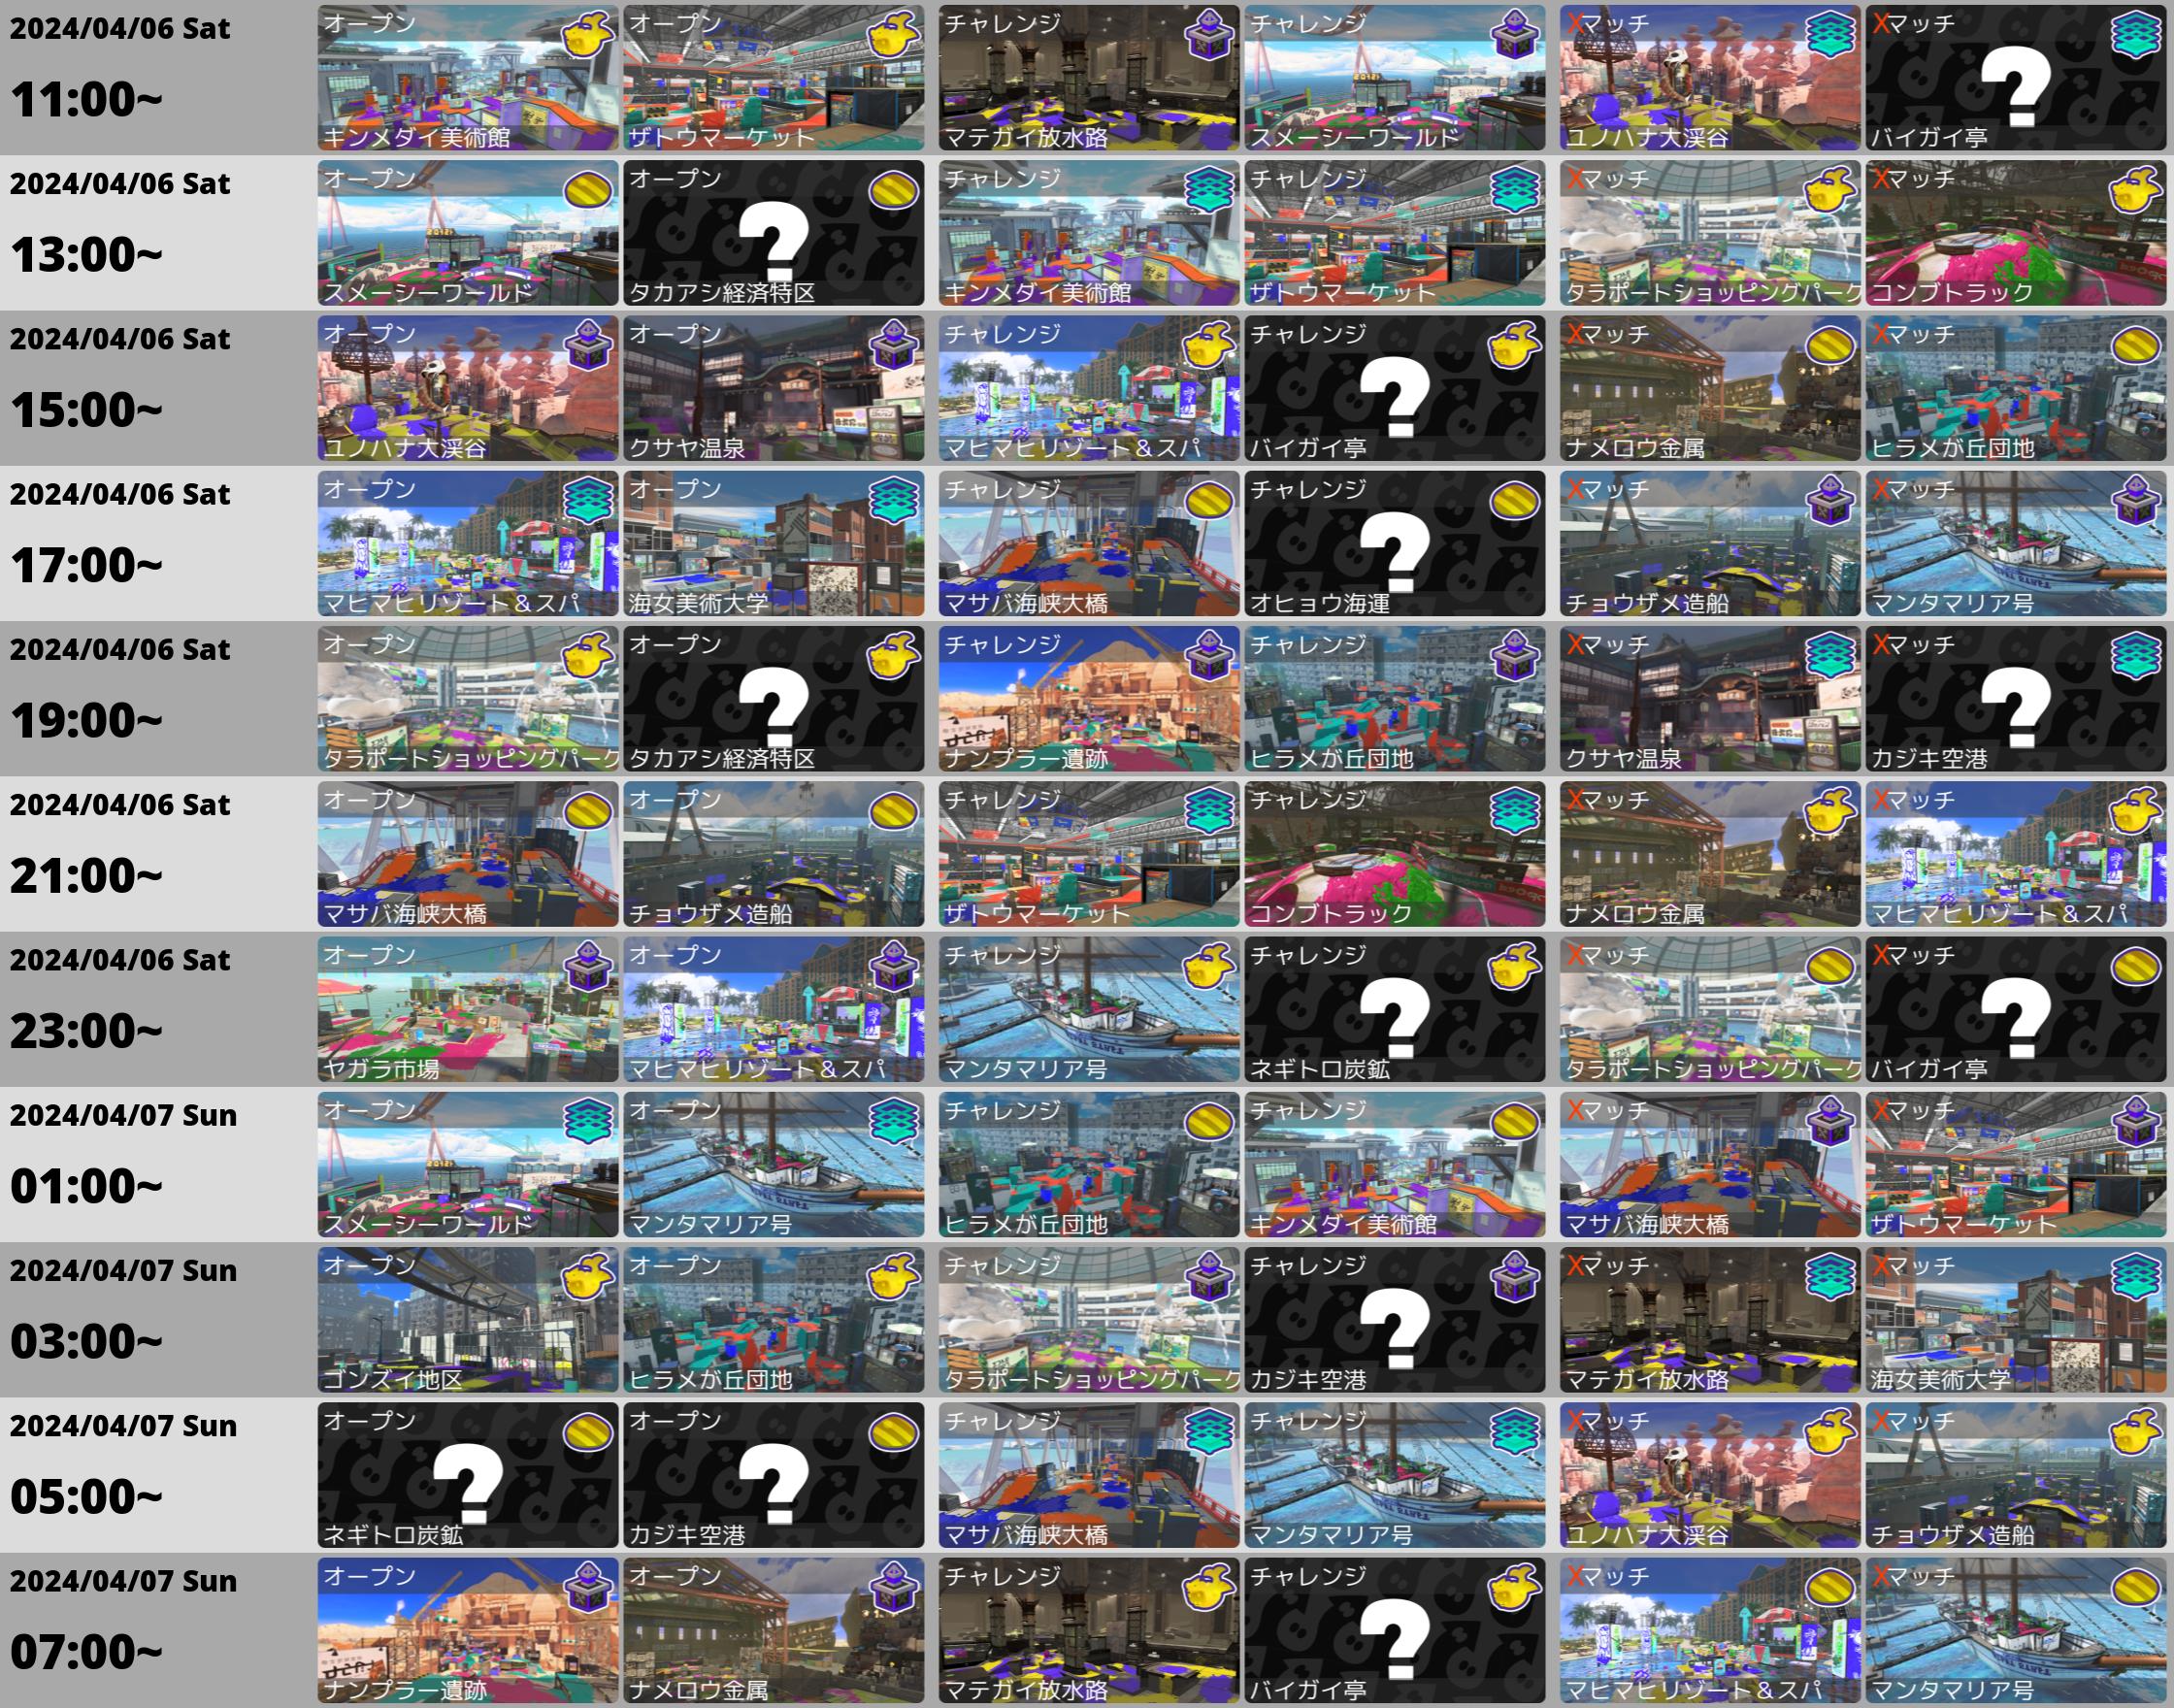 2024/04/06 Sat
11:00~
オープン オープン チャレンジ チャレンジ Xマッチ Xマッチ
キンメダイ美術館 ザトウマーケット マテガイ放水路 スメーシーワールド ユノハナ大渓谷 バイガイ亭
2024/04/06 Sat
13:00~
オープン オープン チャレンジ チャレンジ Xマッチ Xマッチ
スメーシーワールド タカアシ経済特区 キンメダイ美術館 ザトウマーケット タラポートショッピングパーク コンブトラック
2024/04/06 Sat
15:00~
オープン オープン チャレンジ チャレンジ Xマッチ Xマッチ
ユノハナ大渓谷 クサヤ温泉 マヒマヒリゾート＆スパ バイガイ亭 ナメロウ金属 ヒラメが丘団地
2024/04/06 Sat
17:00~
オープン オープン チャレンジ チャレンジ Xマッチ Xマッチ
マヒマヒリゾート＆スパ 海女美術大学 マサバ海峡大橋 オヒョウ海運 チョウザメ造船 マンタマリア号
2024/04/06 Sat
19:00~
オープン オープン チャレンジ チャレンジ Xマッチ Xマッチ
タラポートショッピングパーク タカアシ経済特区 ナンプラー遺跡 ヒラメが丘団地 クサヤ温泉 カジキ空港
2024/04/06 Sat
21:00~
オープン オープン チャレンジ チャレンジ Xマッチ Xマッチ
マサバ海峡大橋 チョウザメ造船 ザトウマーケット コンブトラック ナメロウ金属 マヒマヒリゾート＆スパ
2024/04/06 Sat
23:00~
オープン オープン チャレンジ チャレンジ Xマッチ Xマッチ
ヤガラ市場 マヒマヒリゾート＆スパ マンタマリア号 ネギトロ炭鉱 タラポートショッピングパーク バイガイ亭
2024/04/07 Sun
01:00~
オープン オープン チャレンジ チャレンジ Xマッチ Xマッチ
スメーシーワールド マンタマリア号 ヒラメが丘団地 キンメダイ美術館 マサバ海峡大橋 ザトウマーケット
2024/04/07 Sun
03:00~
オープン オープン チャレンジ チャレンジ Xマッチ Xマッチ
ゴンズイ地区 ヒラメが丘団地 タラポートショッピングパーク カジキ空港 マテガイ放水路 海女美術大学
2024/04/07 Sun
05:00~
オープン オープン チャレンジ チャレンジ Xマッチ Xマッチ
ネギトロ炭鉱 カジキ空港 マサバ海峡大橋 マンタマリア号 ユノハナ大渓谷 チョウザメ造船
2024/04/07 Sun
07:00~
オープン オープン チャレンジ チャレンジ Xマッチ Xマッチ
ナンプラー遺跡 ナメロウ金属 マテガイ放水路 バイガイ亭 マヒマヒリゾート＆スパ マンタマリア号